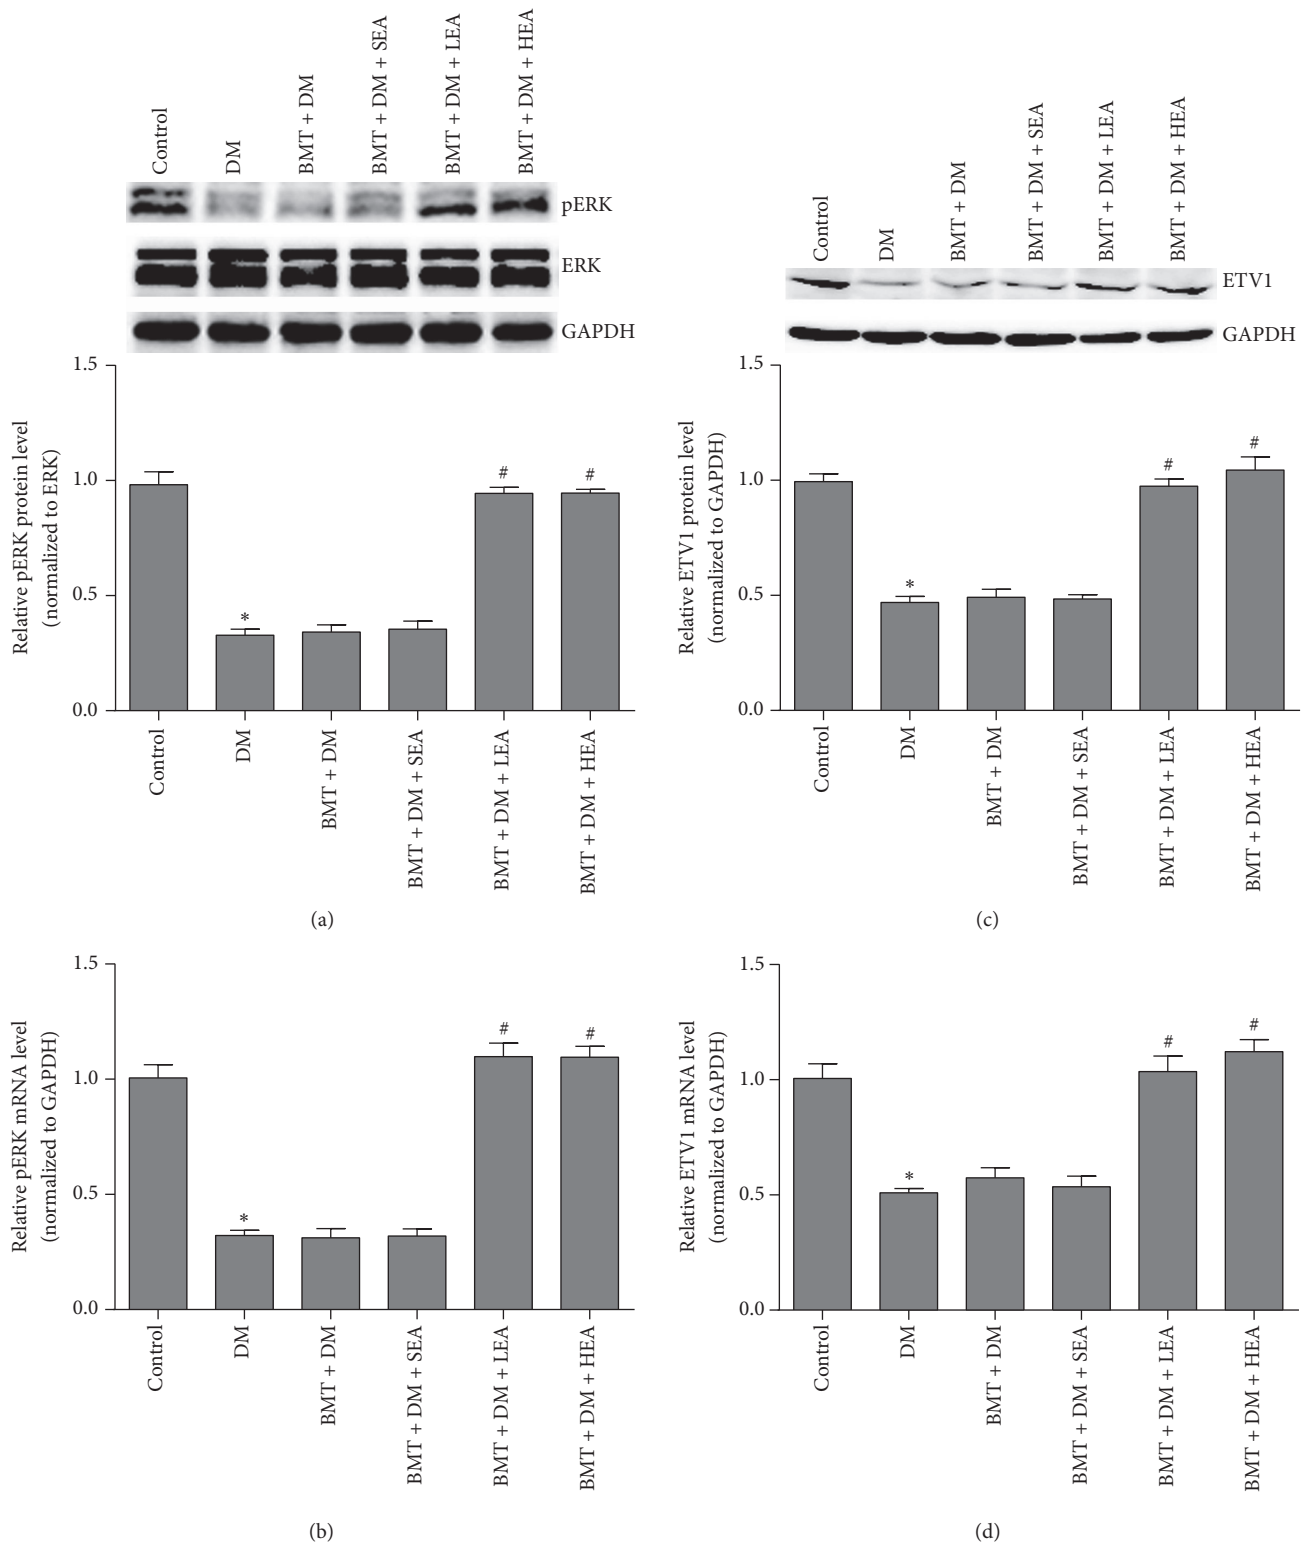 Control
DM
BMT + DM
BMT + DM + SEA
BMT + DM + LEA
BMT + DM + HEA
pERK
ERK
GAPDH
Relative pERK protein level
(normalized to ERK)
1.5
1.0
0.5
0.0
#
#
*
Control
DM
BMT + DM
BMT + DM + SEA
BMT + DM + LEA
BMT + DM + HEA
(a)
Control
DM
BMT + DM
BMT + DM + SEA
BMT + DM + LEA
BMT + DM + HEA
ETV1
GAPDH
Relative ETV1 protein level
(normalized to GAPDH)
1.5
1.0
0.5
0.0
*
#
#
Control
DM
BMT + DM
BMT + DM + SEA
BMT + DM + LEA
BMT + DM + HEA
(c)
Relative pERK mRNA level
(normalized to GAPDH)
1.5
1.0
0.5
0.0
*
#
#
Control
DM
BMT + DM
BMT + DM + SEA
BMT + DM + LEA
BMT + DM + HEA
(b)
Relative ETV1 mRNA level
(normalized to GAPDH)
1.5
1.0
0.5
0.0
*
#
#
Control
DM
BMT + DM
BMT + DM + SEA
BMT + DM + LEA
BMT + DM + HEA
(d)